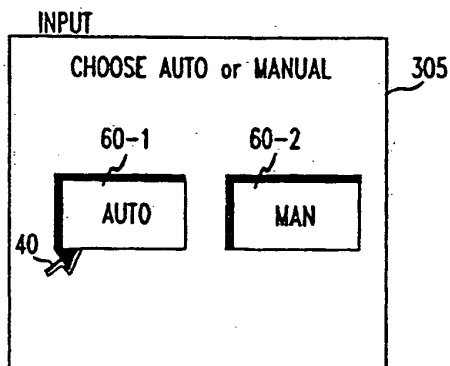 INPUT
CHOOSE AUTO or MANUAL
305
60-1
60-2
AUTO
MAN
40